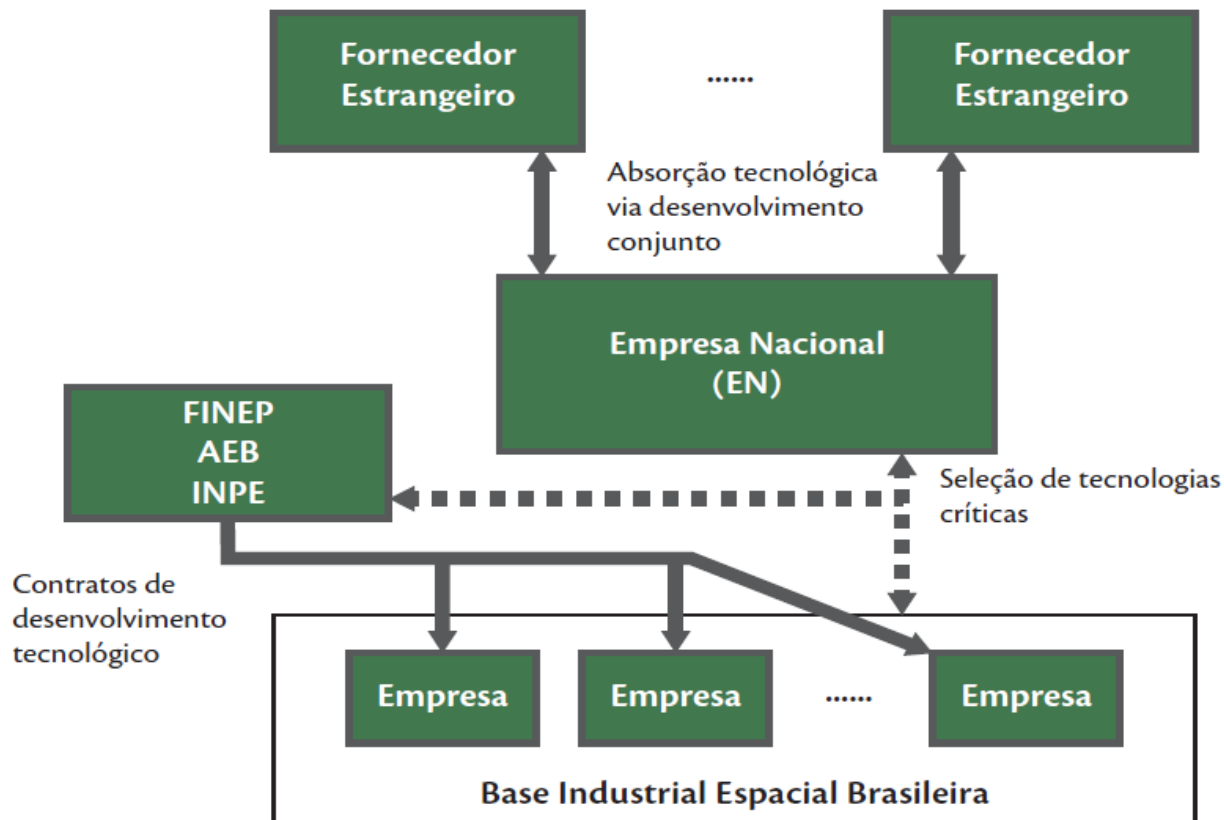 Fornecedor
Estrangeiro
......
Fornecedor
Estrangeiro
Absorção tecnológica
via desenvolvimento
conjunto
Empresa Nacional
(EN)
FINEP
AEB
INPE
Seleção de tecnologias
críticas
Contratos de
desenvolvimento
tecnológico
Empresa
Empresa
......
Empresa
Base Industrial Espacial Brasileira